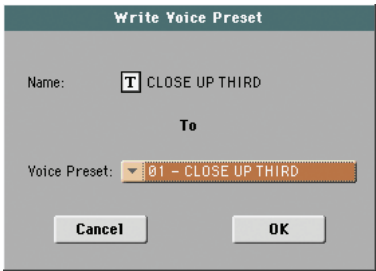 Write Voice Preset
Name: T CLOSE UP THIRD
To
Voice Preset: 01 - CLOSE UP THIRD
Cancel OK